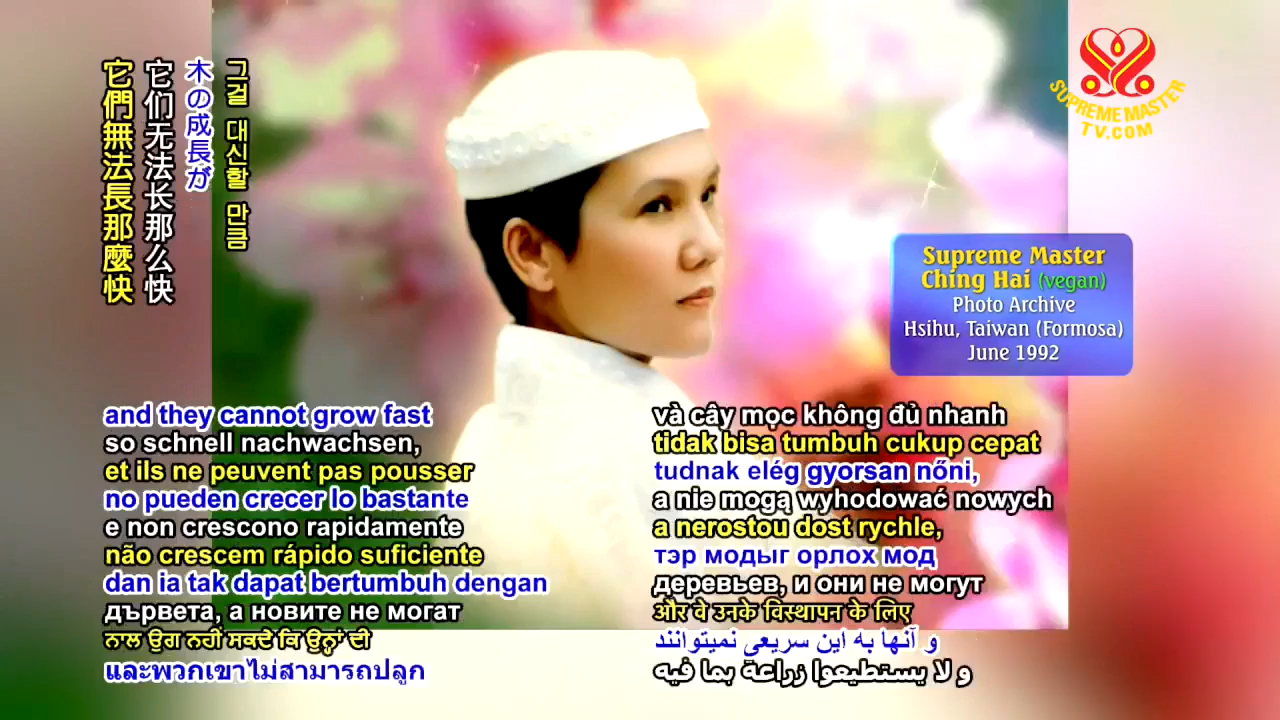 그걸 대신할 만큼
木の成長が
它们无法长那么快
它們無法長那麼快
SUPREME MASTER
TV.COM
Supreme Master
Ching Hai (vegan)
Photo Archive
Hsihu, Taiwan (Formosa)
June 1992
and they cannot grow fast
so schnell nachwachsen,
et ils ne peuvent pas pousser
no pueden crecer lo bastante
e non crescono rapidamente
não crescem rápido suficiente
dan ia tak dapat bertumbuh dengan
дървета, а новите не могат
ਨਾਲ ਉਗ ਨਹੀਂ ਸਕਦੇ ਕਿ ਉਨ੍ਹਾਂ ਦੀ
และพวกเขาไม่สามารถปลูก
và cây mọc không đủ nhanh
tidak bisa tumbuh cukup cepat
tudnak elég gyorsan nőni,
a nie mogą wyhodować nowych
a nerostou dost rychle,
тэр модыг орлох мод
деревьев, и они не могут
और वे उनके विस्थापन के लिए
و آنها به این سریعی نمیتوانند
و لا يستطيعوا زراعة بما فيه